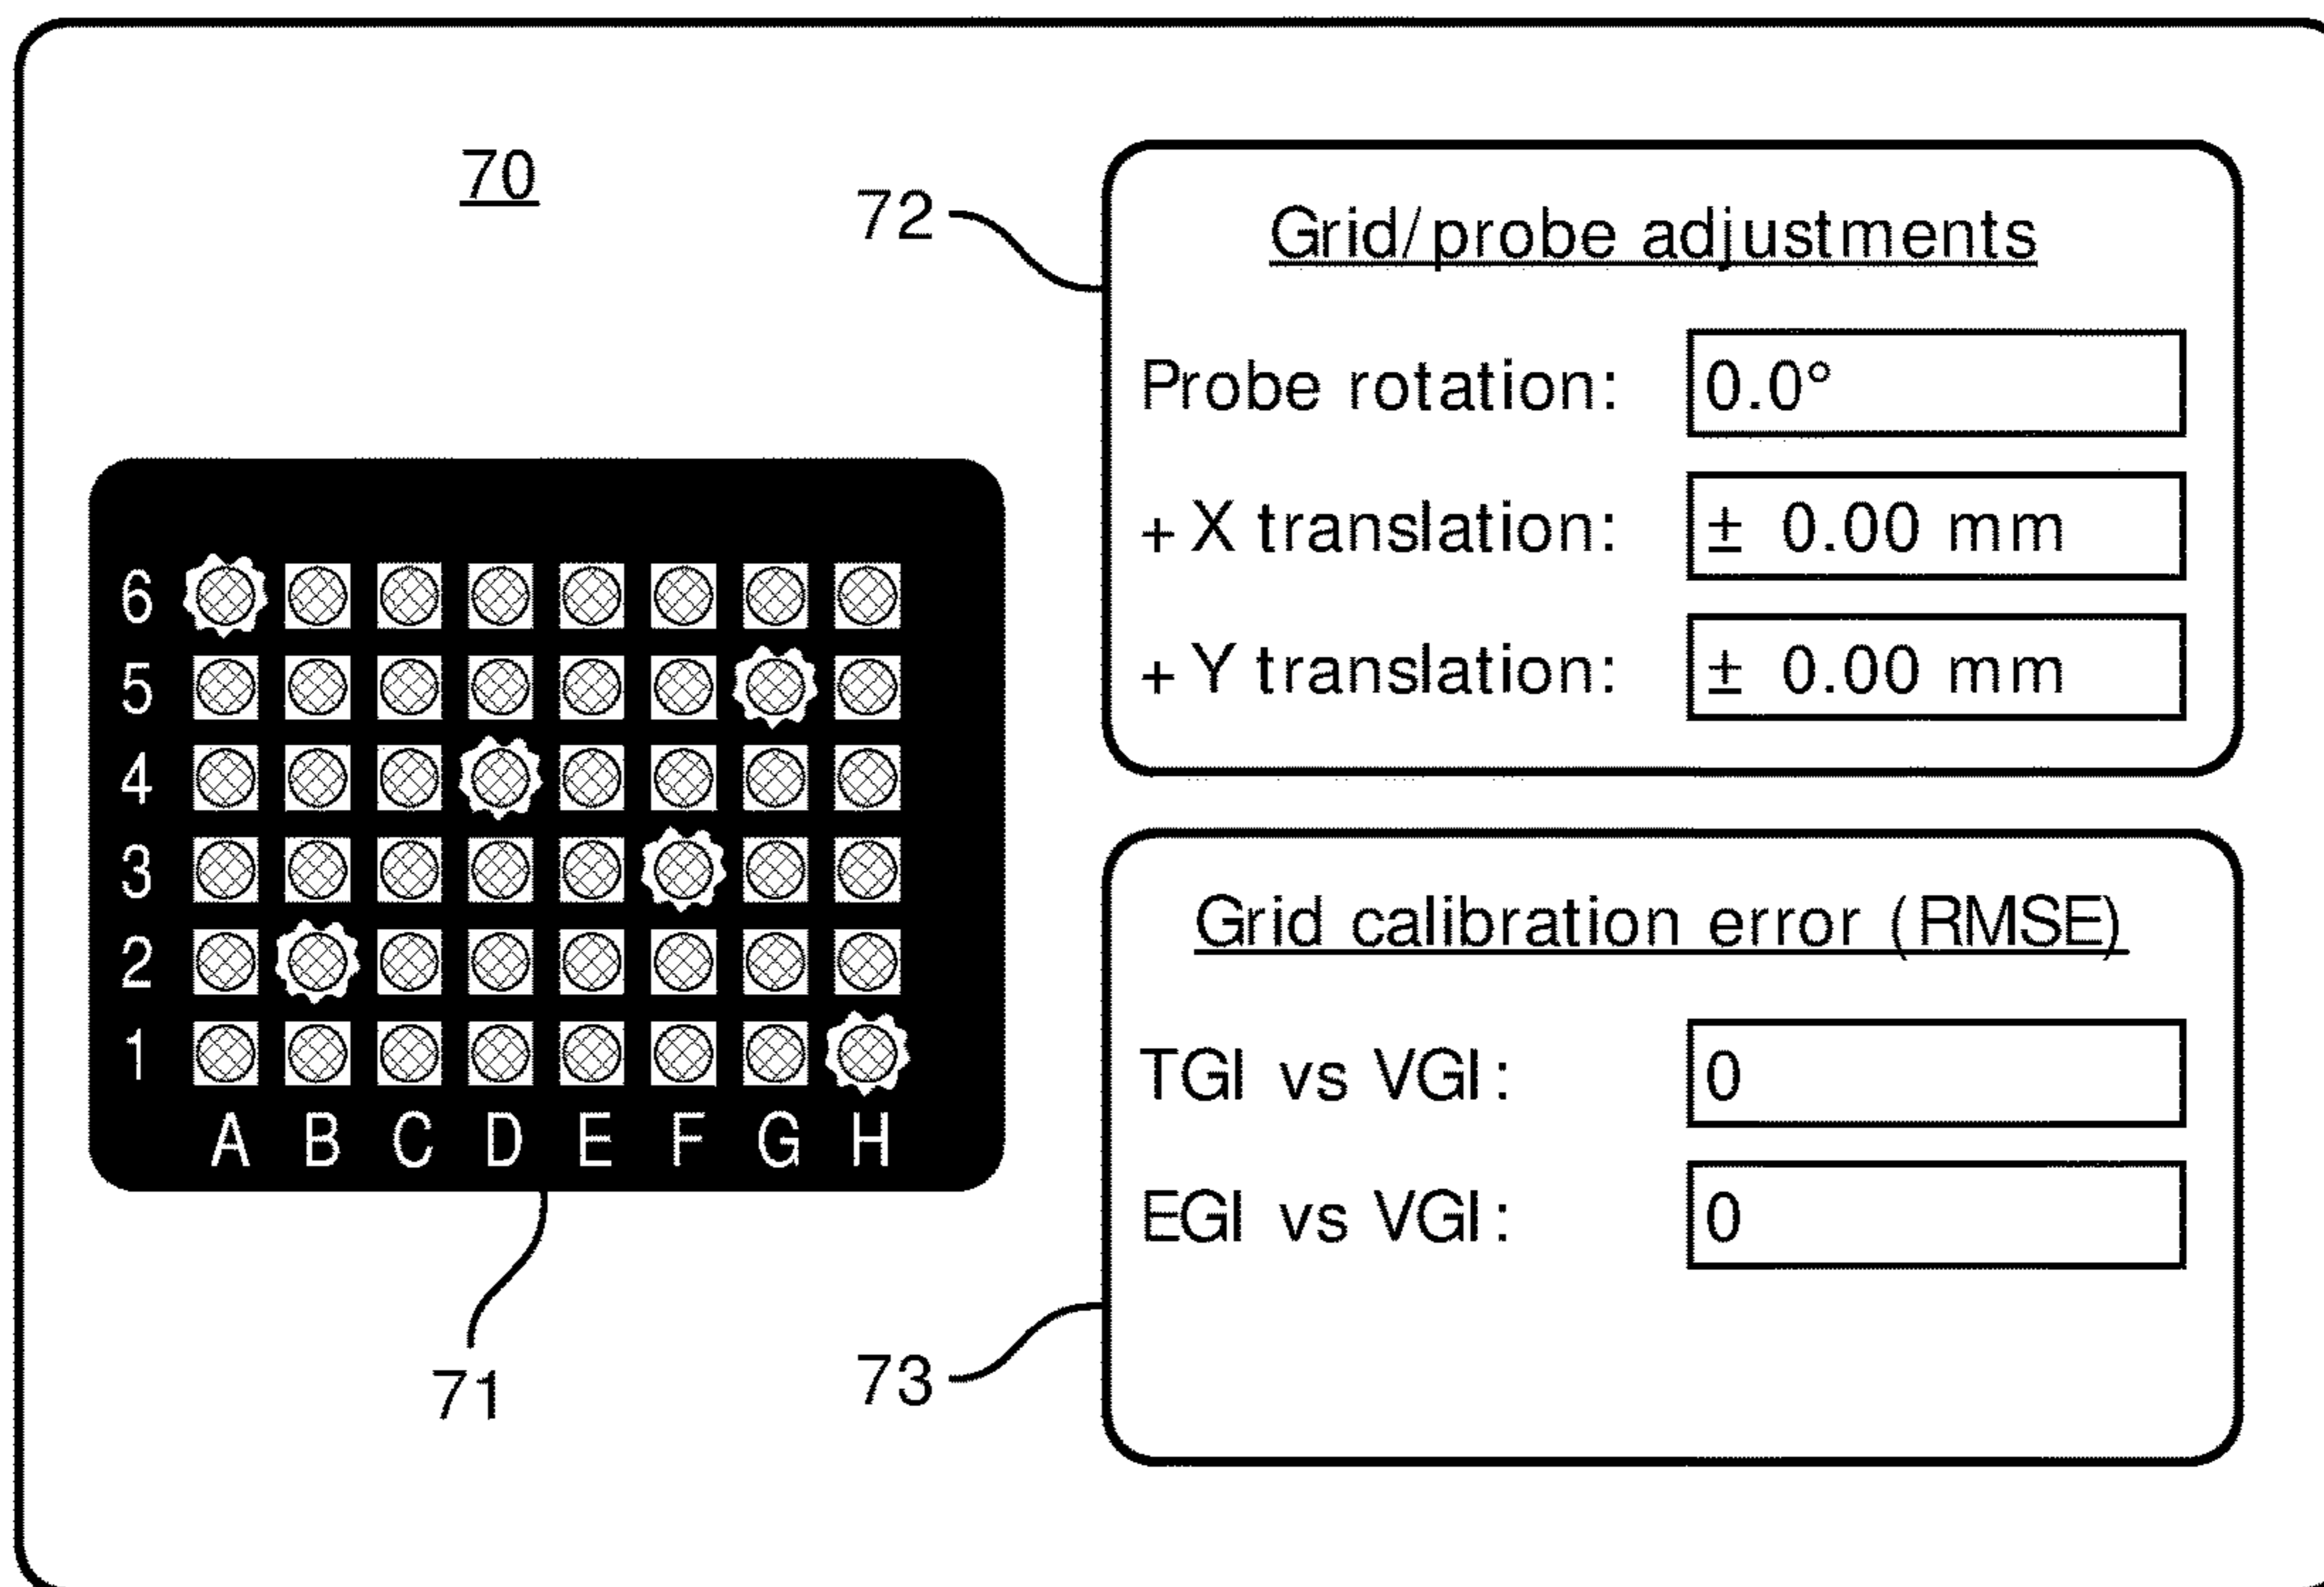 70
72
Grid/probe adjustments
Probe rotation: 0.0°
+X translation: ± 0.00 mm
+Y translation: ± 0.00 mm
6
5
4
3
2
1
A B C D E F G H
71
73
Grid calibration error (RMSE)
TGI vs VGI: 0
EGI vs VGI: 0